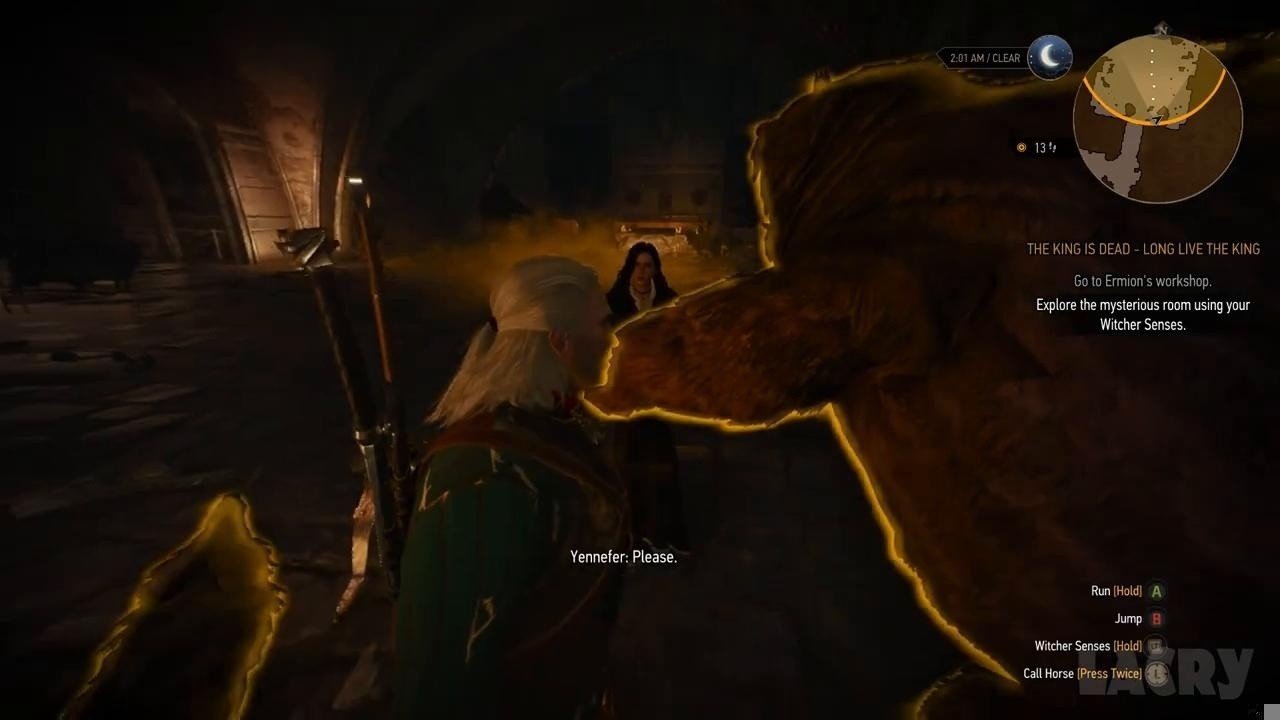 N
2:01 AM / CLEAR
13
THE KING IS DEAD - LONG LIVE THE KING
Go to Ermion's workshop.
Explore the mysterious room using your
Witcher Senses.
Yennefer: Please.
Run [Hold] A
Jump B
Witcher Senses [Hold]
Call Horse [Press Twice] L
LACRY